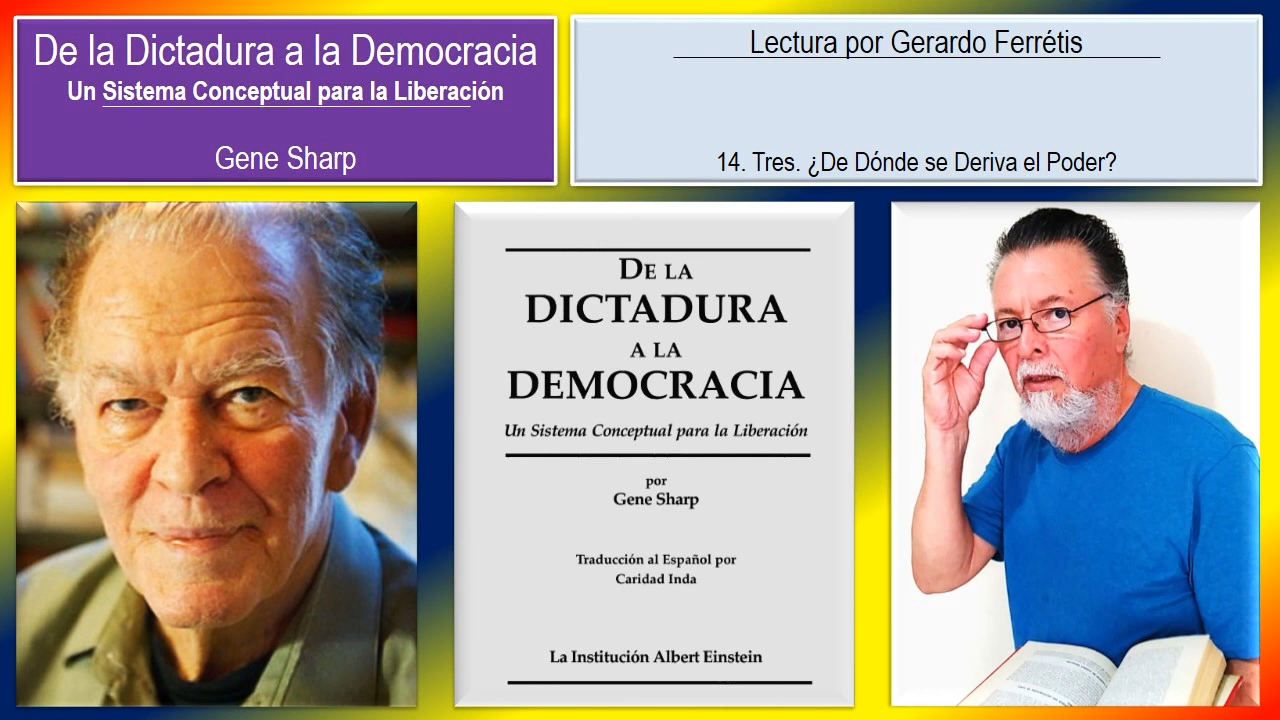 De la Dictadura a la Democracia
Un Sistema Conceptual para la Liberación
Gene Sharp
Lectura por Gerardo Ferrétis
14. Tres. ¿De Dónde se Deriva el Poder?
DE LA
DICTADURA
A LA
DEMOCRACIA
Un Sistema Conceptual para la Liberación
por
Gene Sharp
Traducción al Español por
Caridad Inda
La Institución Albert Einstein